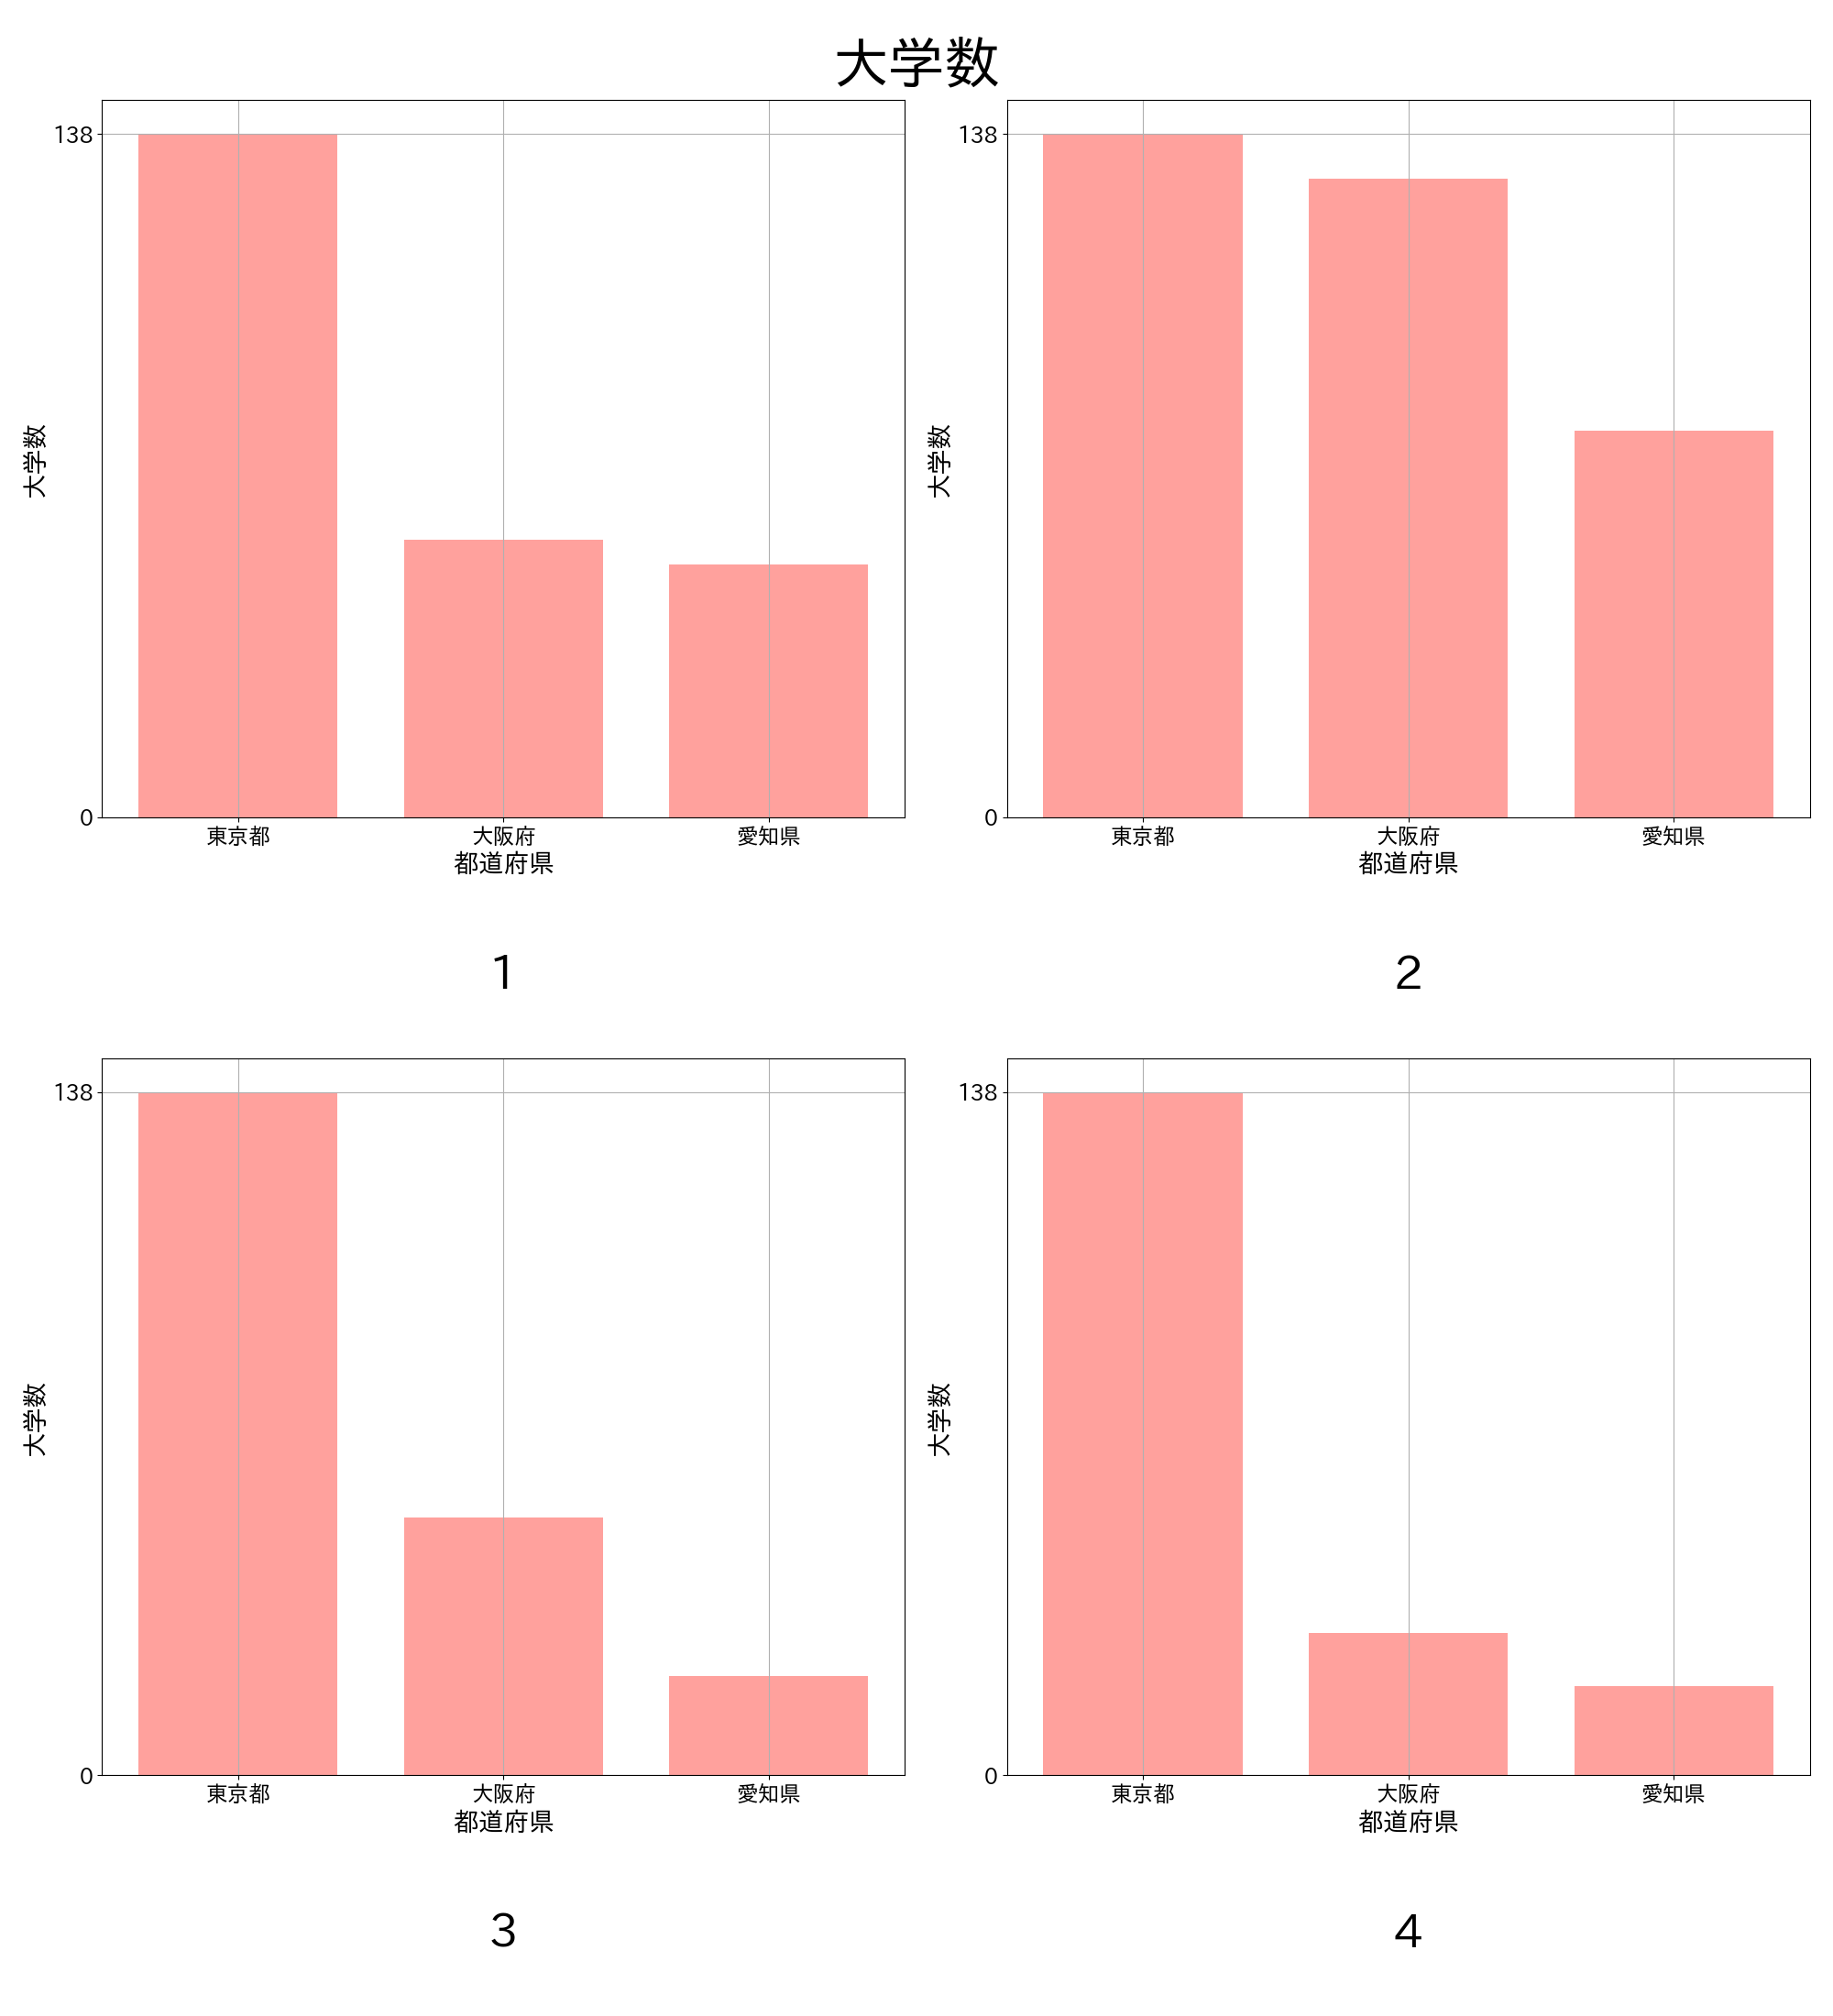 大学数
138
0
大学数
東京都 大阪府 愛知県
都道府県
1
138
0
大学数
東京都 大阪府 愛知県
都道府県
2
138
0
大学数
東京都 大阪府 愛知県
都道府県
3
138
0
大学数
東京都 大阪府 愛知県
都道府県
4